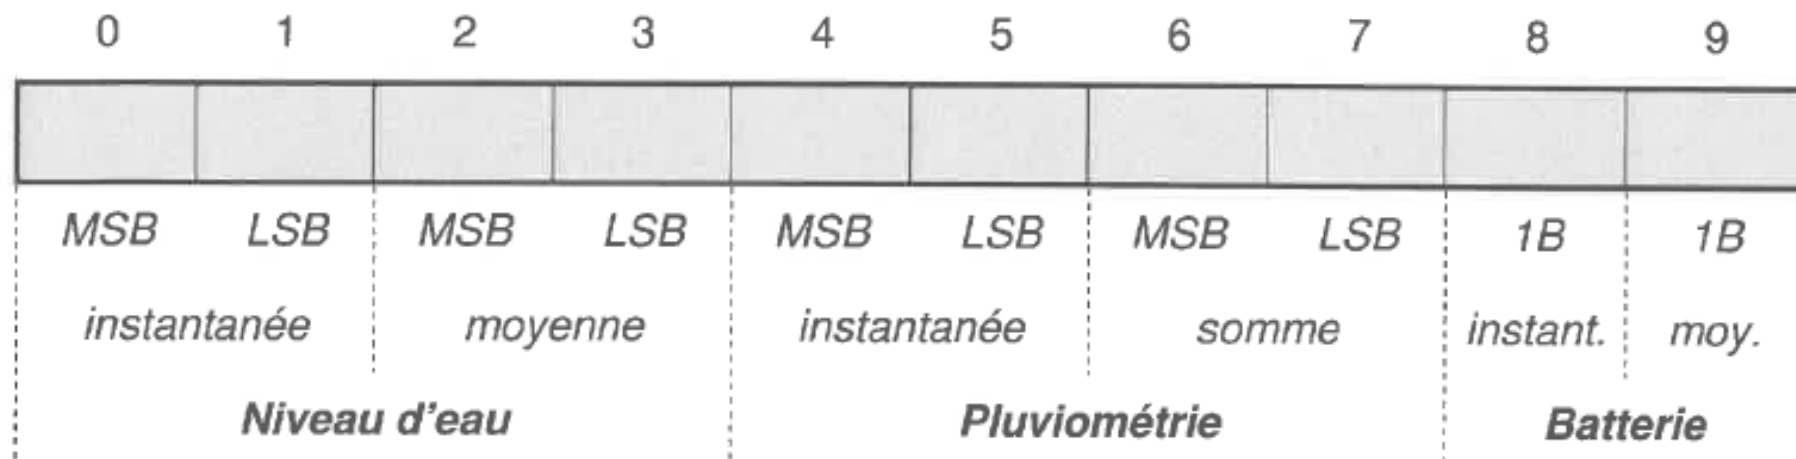 0 1 2 3 4 5 6 7 8 9
MSB LSB MSB LSB MSB LSB MSB LSB 1B 1B
instantanée moyenne instantanée somme instant. moy.
Niveau d'eau Pluviométrie Batterie